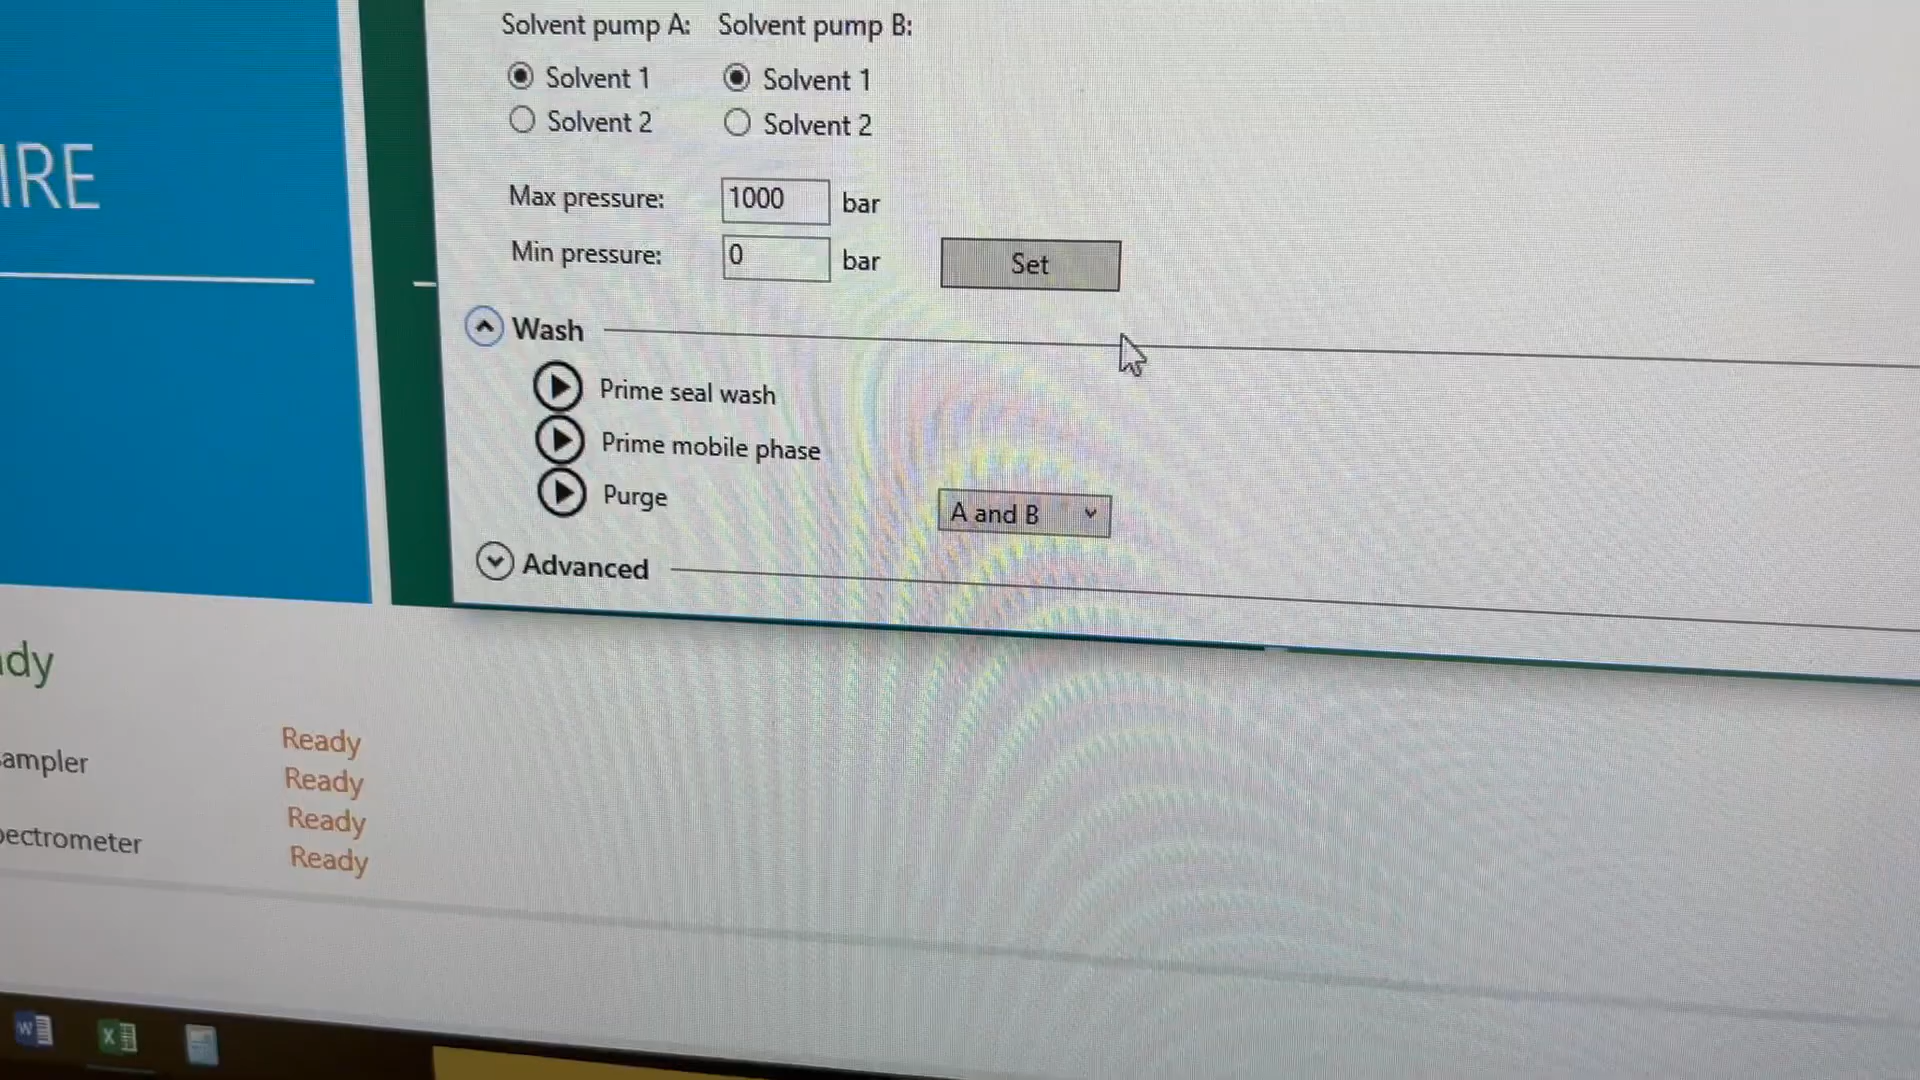 Solvent pump A: Solvent pump B:
Solvent 1 Solvent 1
Solvent 2 Solvent 2
IRE
Max pressure: 1000 bar
Min pressure: 0 bar Set
Wash
Prime seal wash
Prime mobile phase
Purge A and B
Advanced
dy
Ready
ampler Ready
Ready
pectrometer Ready
W
X